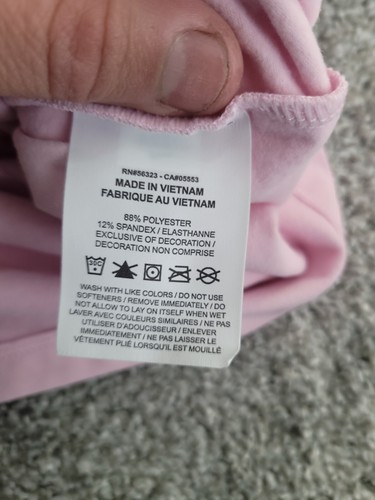 RN#56323 - CA#05553
MADE IN VIETNAM
FABRIQUE AU VIETNAM
88% POLYESTER
12% SPANDEX / ELASTHANNE
EXCLUSIVE OF DECORATION /
DECORATION NON COMPRISE
WASH WITH LIKE COLORS / DO NOT USE
SOFTENERS / REMOVE IMMEDIATELY / DO
NOT ALLOW TO LAY ON ITSELF WHEN WET
LAVER AVEC COULEURS SIMILAIRES / NE PAS
UTILISER D'ADOUCISSEUR / ENLEVER
IMMEDIATEMENT / NE PAS LAISSER LE
VÊTEMENT PLIÉ LORSQU'IL EST MOUILLÉ